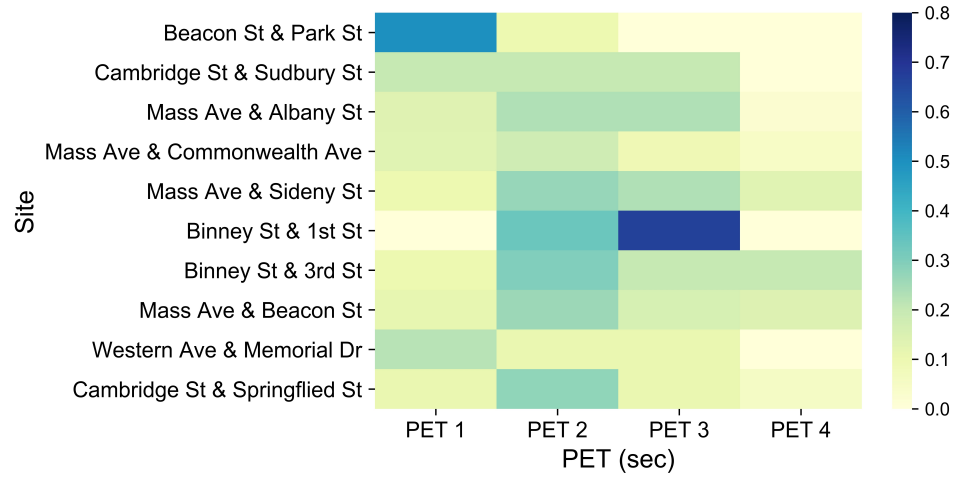 Beacon St & Park St
Cambridge St & Sudbury St
Mass Ave & Albany St
Mass Ave & Commonwealth Ave
Mass Ave & Sideny St
Binney St & 1st St
Binney St & 3rd St
Mass Ave & Beacon St
Western Ave & Memorial Dr
Cambridge St & Springflied St
Site
PET 1 PET 2 PET 3 PET 4
PET (sec)
0.8
0.7
0.6
0.5
0.4
0.3
0.2
0.1
0.0